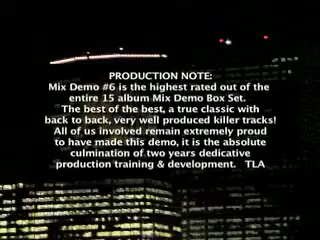 PRODUCTION NOTE:
Mix Demo #6 is the highest rated out of the
entire 15 album Mix Demo Box Set.
The best of the best, a true classic with
back to back, very well produced killer tracks!
All of us involved remain extremely proud
to have made this demo, it is the absolute
culmination of two years dedicative
production training & development. TLA